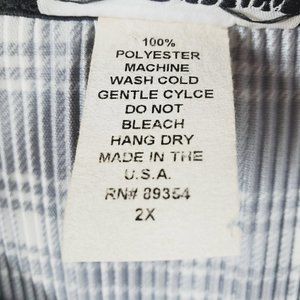 100%
POLYESTER
MACHINE
WASH COLD
GENTLE CYLCE
DO NOT
BLEACH
HANG DRY
MADE IN THE
U.S.A.
RN# 89354
2X